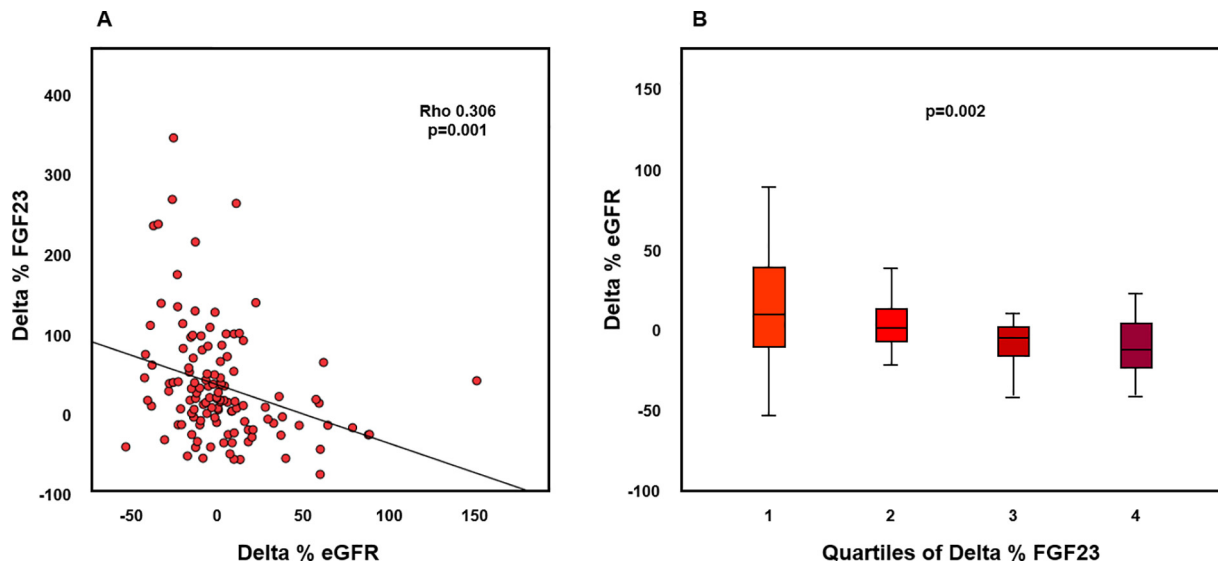 A
Delta % FGF23
400
300
200
100
0
-100
Rho 0.306
p=0.001
-50
0
50
100
150
Delta % eGFR
B
Delta % eGFR
150
100
50
0
-50
-100
p=0.002
1
2
3
4
Quartiles of Delta % FGF23